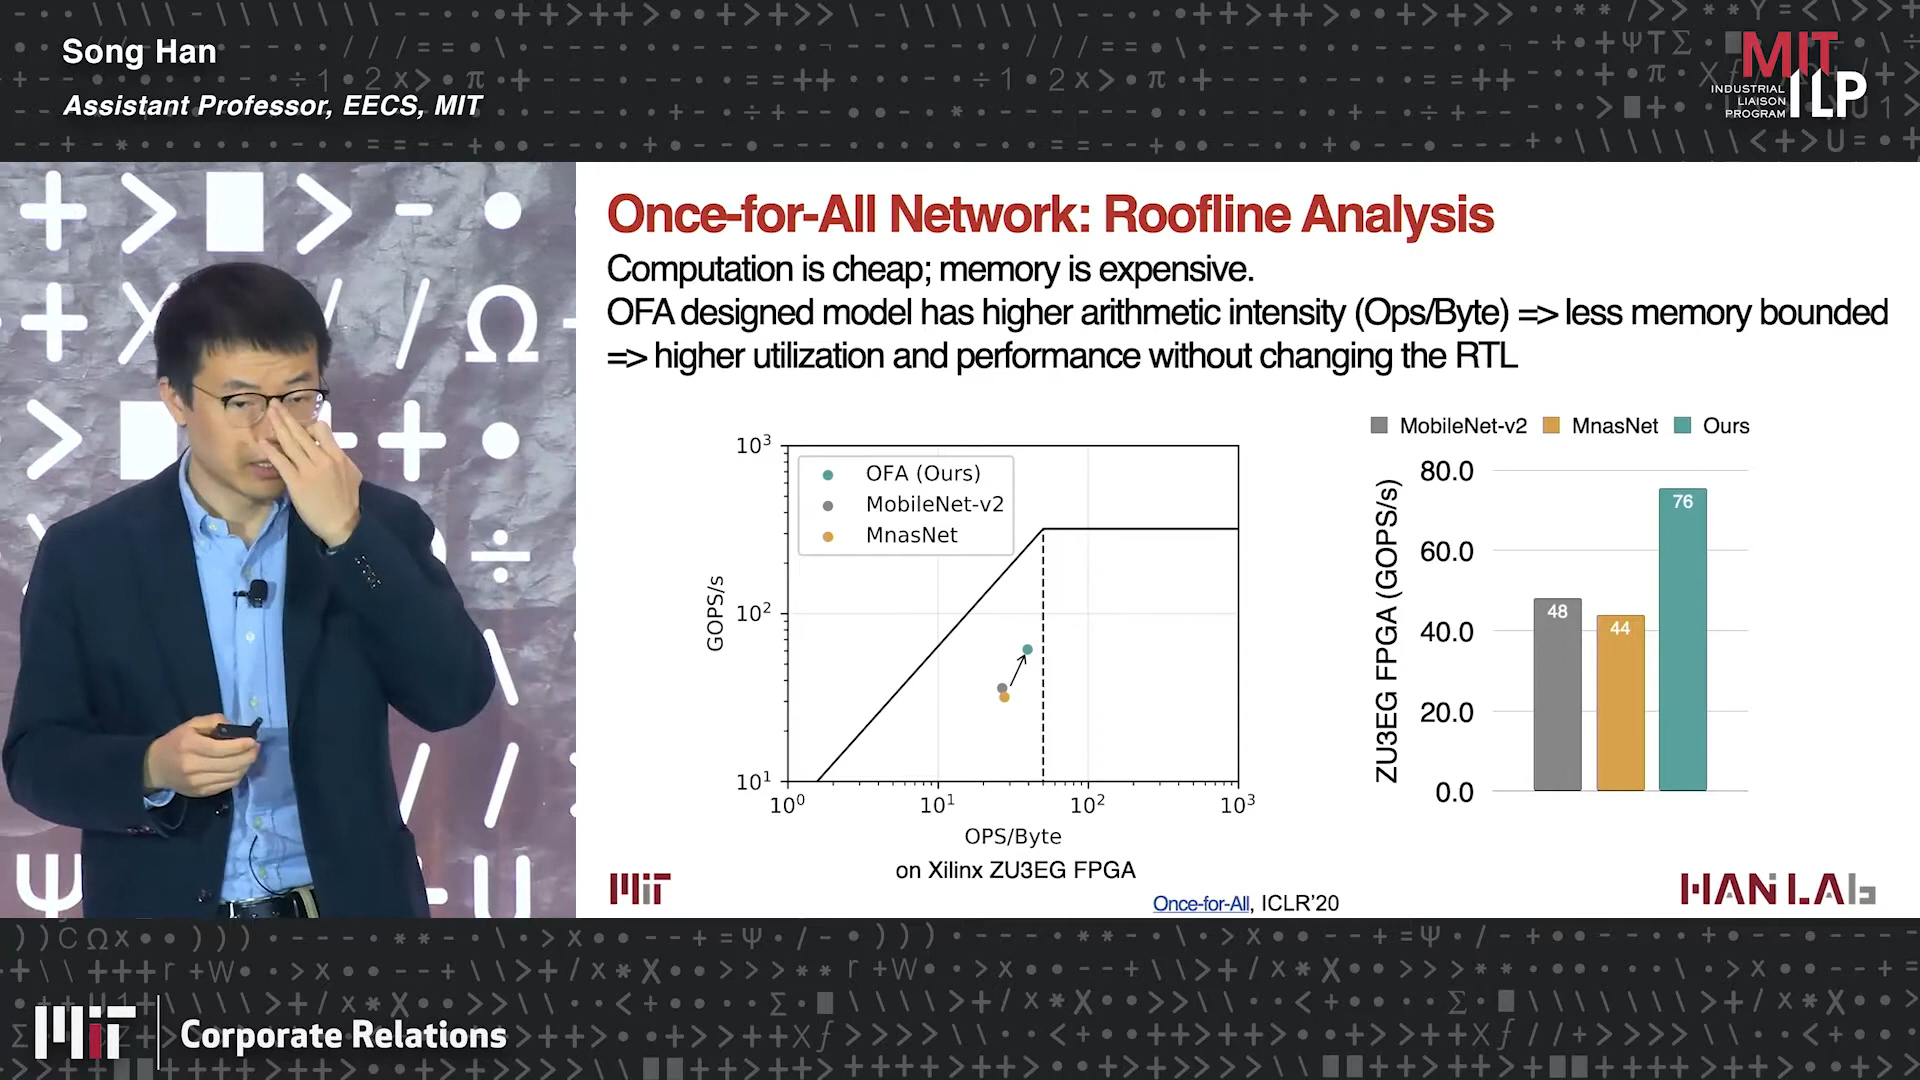 Song Han
Assistant Professor, EECS, MIT
MIT
ILP
INDUSTRIAL
LIAISON
PROGRAM
Once-for-All Network: Roofline Analysis
Computation is cheap; memory is expensive.
OFA designed model has higher arithmetic intensity (Ops/Byte) => less memory bounded
=> higher utilization and performance without changing the RTL
10³
10²
10¹
GOPS/s
OFA (Ours)
MobileNet-v2
MnasNet
10⁰
10¹
10²
10³
OPS/Byte
on Xilinx ZU3EG FPGA
MobileNet-v2
MnasNet
Ours
ZU3EG FPGA (GOPS/s)
80.0
60.0
40.0
20.0
0.0
48
44
76
MIT
Once-for-All, ICLR'20
HAN LAb
MIT
Corporate Relations